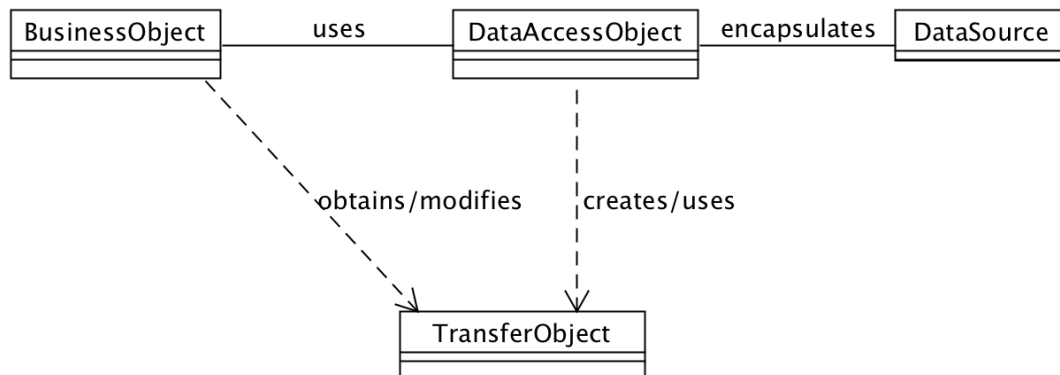 BusinessObject
uses
DataAccessObject
encapsulates
DataSource
obtains/modifies
creates/uses
TransferObject